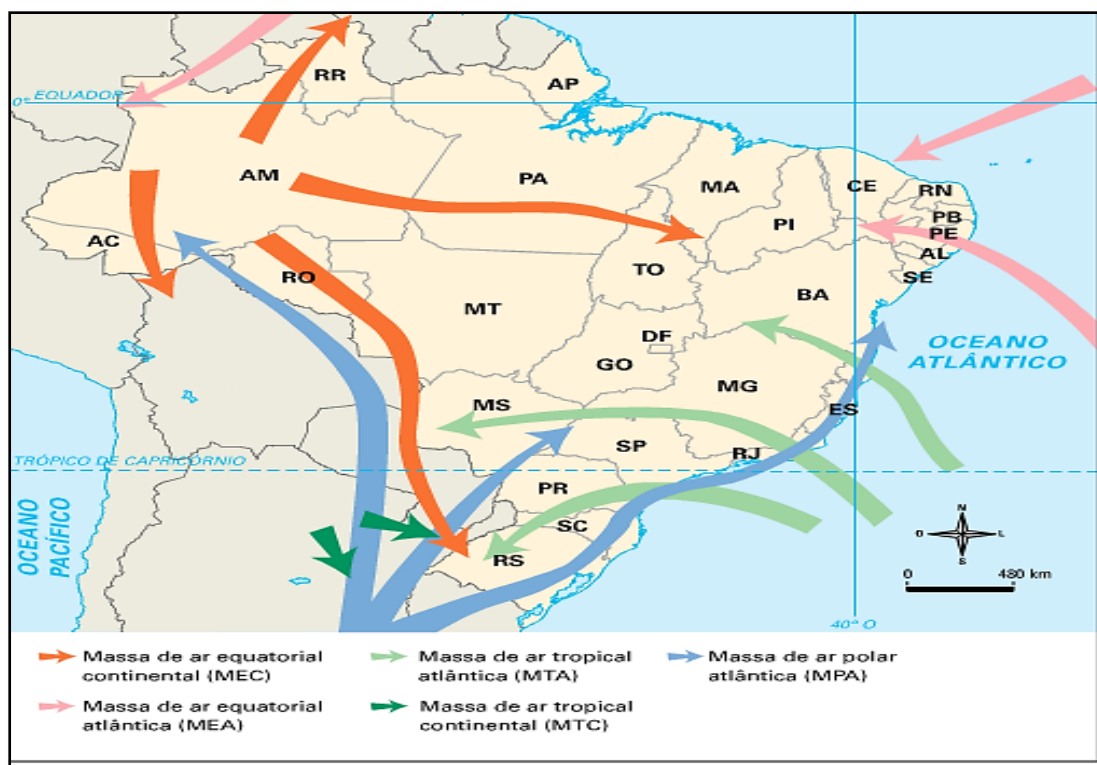 RR
AP
0° EQUADOR
AM
PA
MA
CE
RN
PB
PE
AL
SE
PI
AC
RO
TO
BA
MT
DF
GO
OCEANO
ATLÂNTICO
MG
MS
ES
SP
RJ
TRÓPICO DE CAPRICÓRNIO
PR
SC
RS
OCEANO
PACÍFICO
N
O
L
S
0
480 km
40° O
Massa de ar equatorial
continental (MEC)
Massa de ar tropical
atlântica (MTA)
Massa de ar polar
atlântica (MPA)
Massa de ar equatorial
atlântica (MEA)
Massa de ar tropical
continental (MTC)